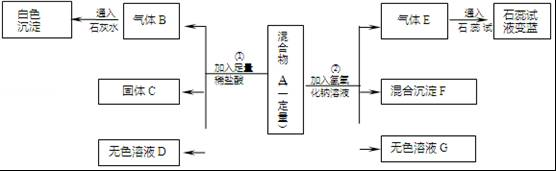 白色
沉淀
通入
石灰水
气体 B
①
加入足量
稀盐酸
固体 C
无色溶液 D
混合物 A
一定量）
②
加入氢氧
化钠溶液
气体 E
通入
石蕊试
石蕊试
液变蓝
混合沉淀 F
无色溶液 G